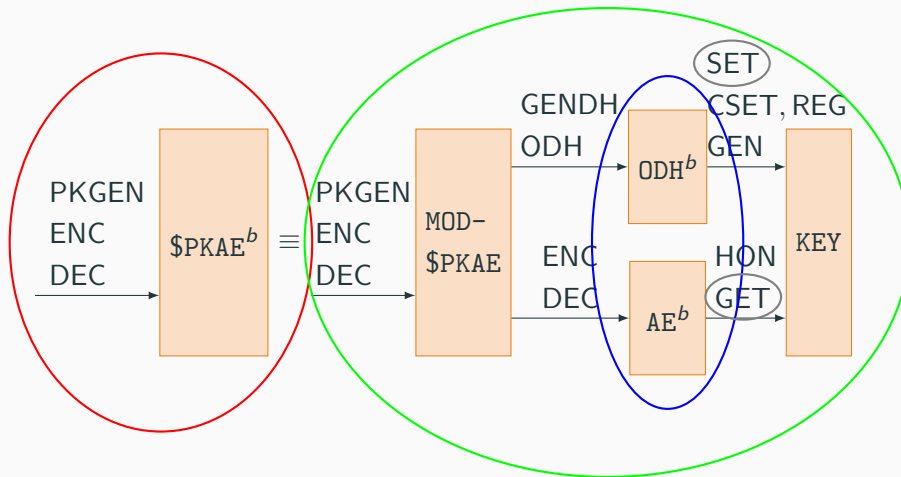 PKGEN
ENC
DEC
$PKAE^b
≡
PKGEN
ENC
DEC
MOD-
$PKAE
GENDH
ODH
ENC
DEC
ODH^b
AE^b
SET
CSET, REG
GEN
HON
GET
KEY